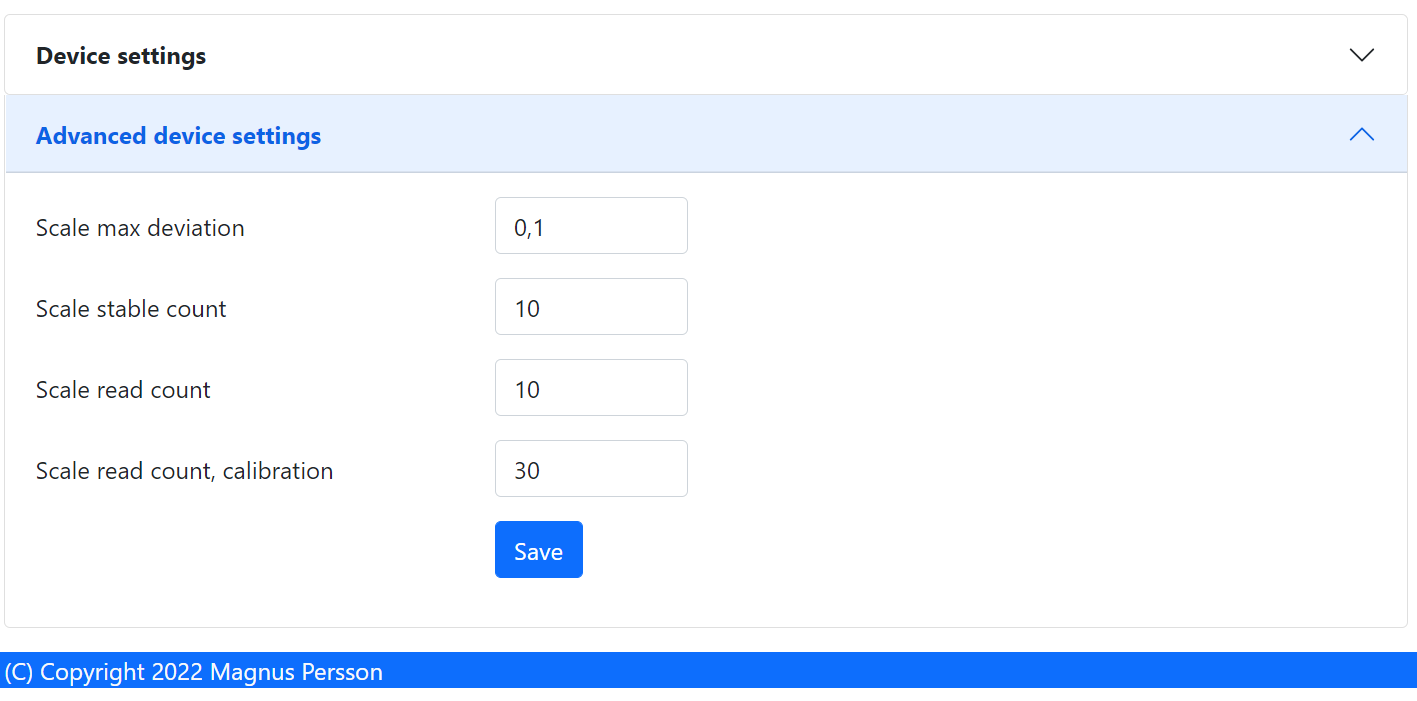 Device settings
Advanced device settings
Scale max deviation 0,1
Scale stable count 10
Scale read count 10
Scale read count, calibration 30
Save
(C) Copyright 2022 Magnus Persson